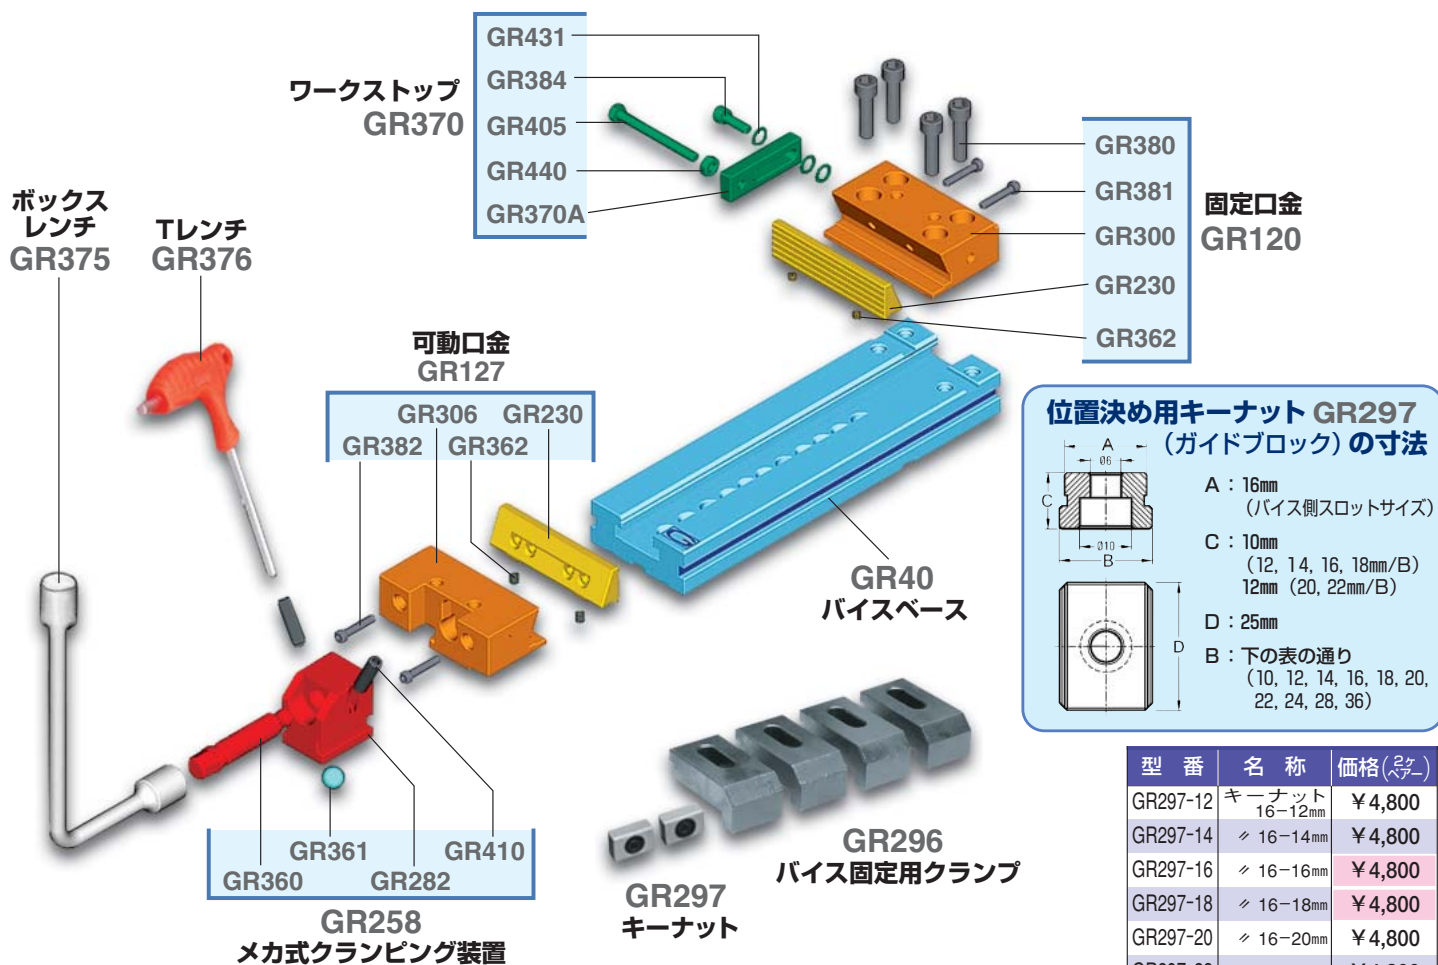 ワークストップ
GR370
GR431
GR384
GR405
GR440
GR370A
GR380
GR381
GR300
GR230
GR362
固定口金
GR120
ボックス
レンチ
GR375
Tレンチ
GR376
可動口金
GR127
GR306 GR230
GR382 GR362
GR40
バイスベース
位置決め用キーナット GR297
(ガイドブロック)の寸法
A
Ø6
C
Ø10
B
D
A：16mm
(バイス側スロットサイズ)
C：10mm
(12, 14, 16, 18mm/B)
12mm (20, 22mm/B)
D：25mm
B：下の表の通り
(10, 12, 14, 16, 18, 20,
22, 24, 28, 36)
GR361 GR410
GR360 GR282
GR258
メカ式クランピング装置
GR297
キーナット
GR296
バイス固定用クランプ
型番 名称 価格(2ケペアー)
GR297-12 キーナット 16-12mm ￥4,800
GR297-14 〃 16-14mm ￥4,800
GR297-16 〃 16-16mm ￥4,800
GR297-18 〃 16-18mm ￥4,800
GR297-20 〃 16-20mm ￥4,800